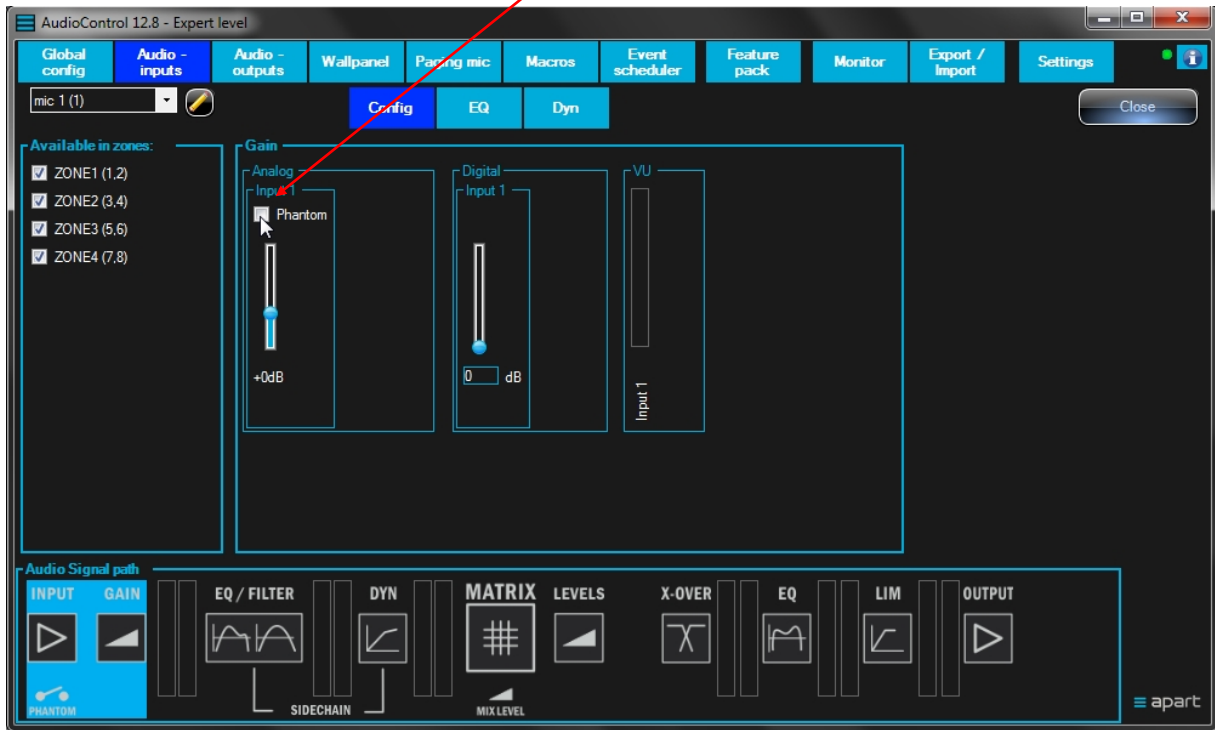 AudioControl 12.8 - Expert level
Global config
Audio - inputs
Audio - outputs
Wallpanel
Paging mic
Macros
Event scheduler
Feature pack
Monitor
Export / Import
Settings
mic 1 (1)
Config
EQ
Dyn
Close
Available in zones:
ZONE1 (1,2)
ZONE2 (3,4)
ZONE3 (5,6)
ZONE4 (7,8)
Gain
Analog
Input 1
Phantom
+0dB
Digital
Input 1
0 dB
VU
Input 1
Audio Signal path
INPUT GAIN EQ / FILTER DYN MATRIX LEVELS X-OVER EQ LIM OUTPUT
PHANTOM SIDECHAIN MIX LEVEL
apart